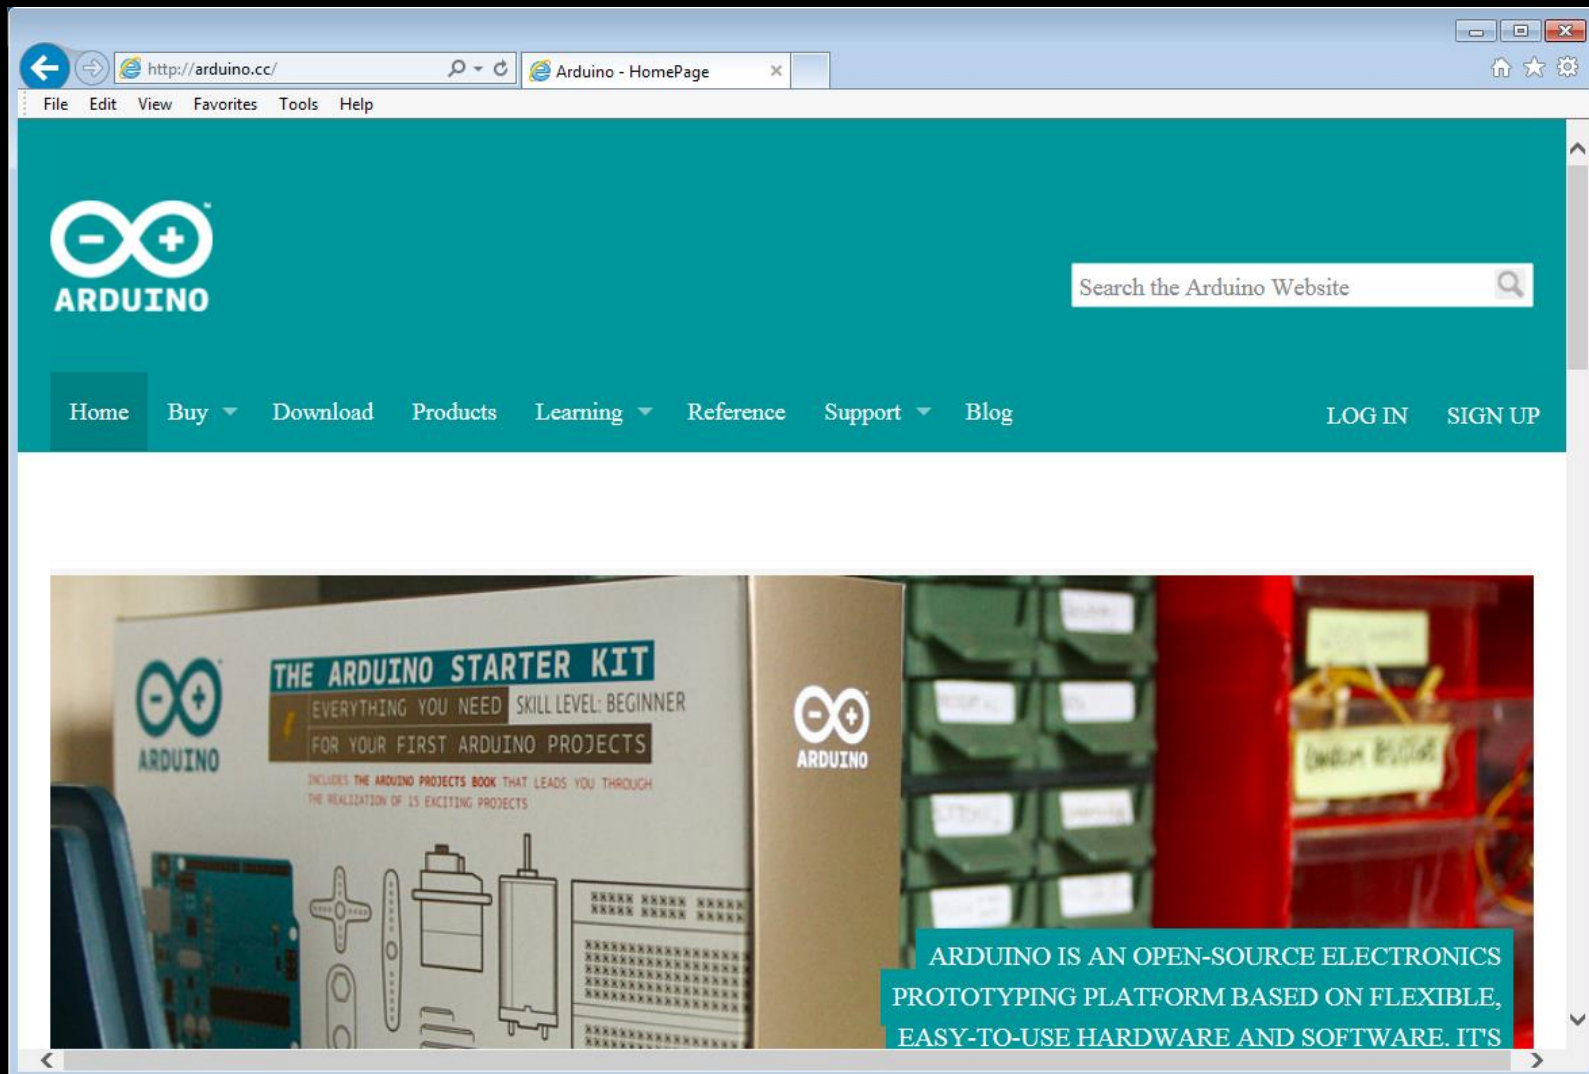 http://arduino.cc/
Arduino - HomePage
File Edit View Favorites Tools Help
ARDUINO
Search the Arduino Website
Home Buy Download Products Learning Reference Support Blog
LOG IN SIGN UP
ARDUINO
THE ARDUINO STARTER KIT
EVERYTHING YOU NEED SKILL LEVEL: BEGINNER
FOR YOUR FIRST ARDUINO PROJECTS
INCLUDES THE ARDUINO PROJECTS BOOK THAT LEADS YOU THROUGH
THE REALIZATION OF 15 EXCITING PROJECTS
ARDUINO
ARDUINO IS AN OPEN-SOURCE ELECTRONICS
PROTOTYPING PLATFORM BASED ON FLEXIBLE,
EASY-TO-USE HARDWARE AND SOFTWARE. IT'S